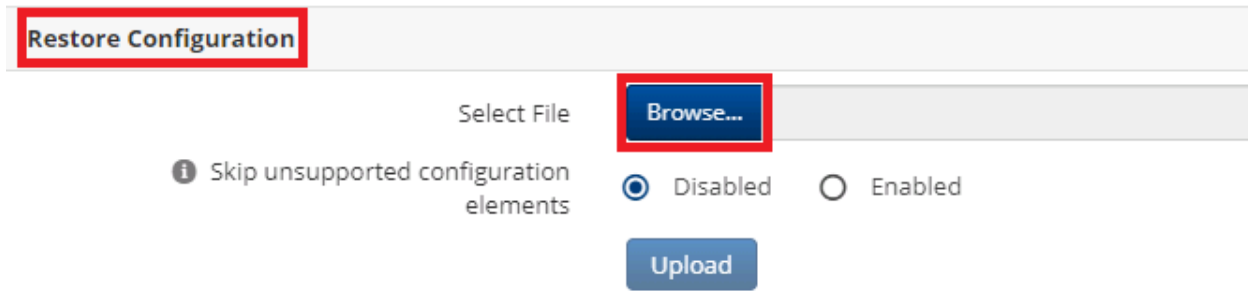 Restore Configuration
Select File
Browse...
Skip unsupported configuration
elements
Disabled
Enabled
Upload